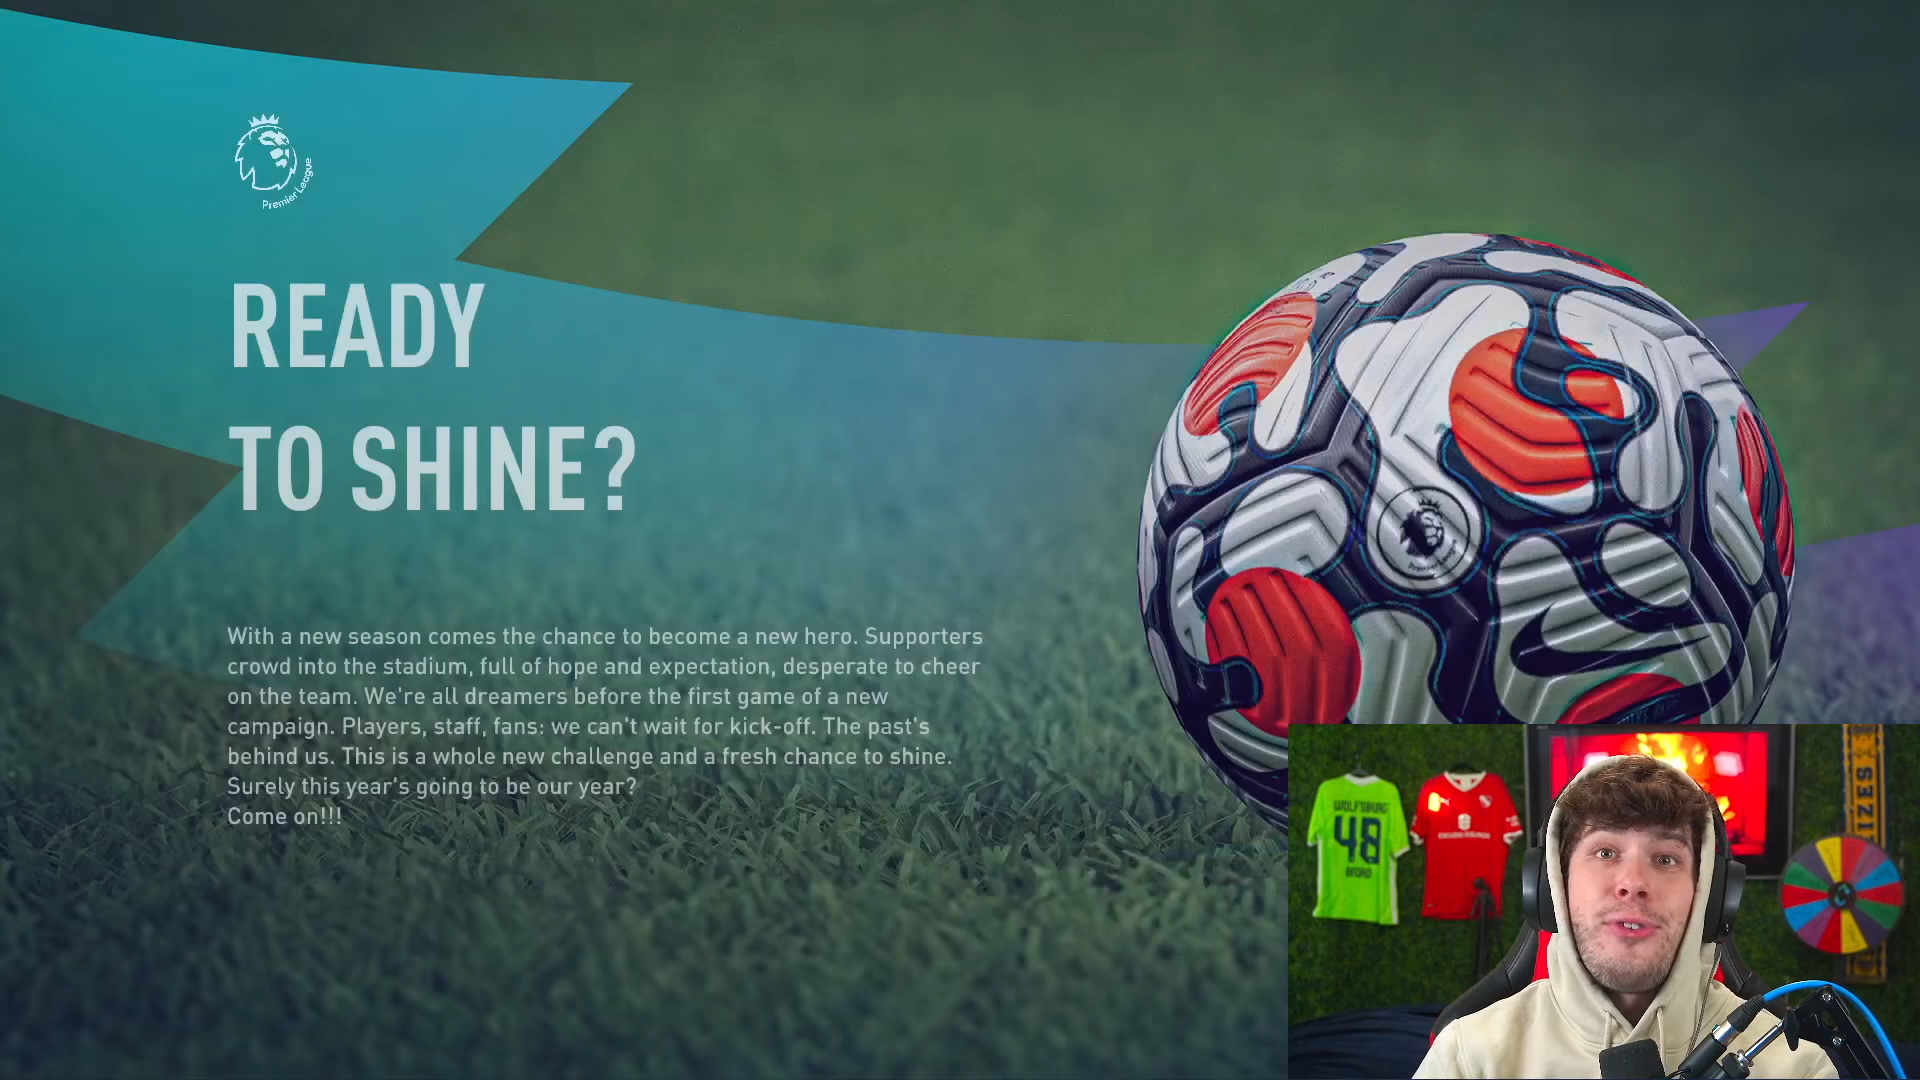 Premier League
READY
TO SHINE?
With a new season comes the chance to become a new hero. Supporters
crowd into the stadium, full of hope and expectation, desperate to cheer
on the team. We're all dreamers before the first game of a new
campaign. Players, staff, fans: we can't wait for kick-off. The past's
behind us. This is a whole new challenge and a fresh chance to shine.
Surely this year's going to be our year?
Come on!!!
Premier League
WOLFSBURG
48
IZES